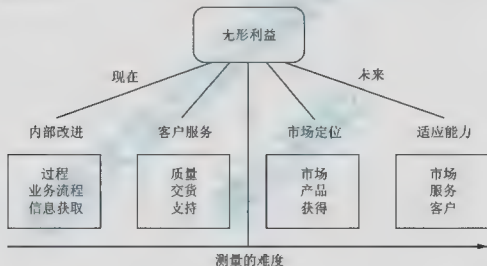 无形利益
现在
未来
内部改进
客户服务
市场定位
适应能力
过程
业务流程
信息获取
质量
交货
支持
市场
产品
获得
市场
服务
客户
测量的难度